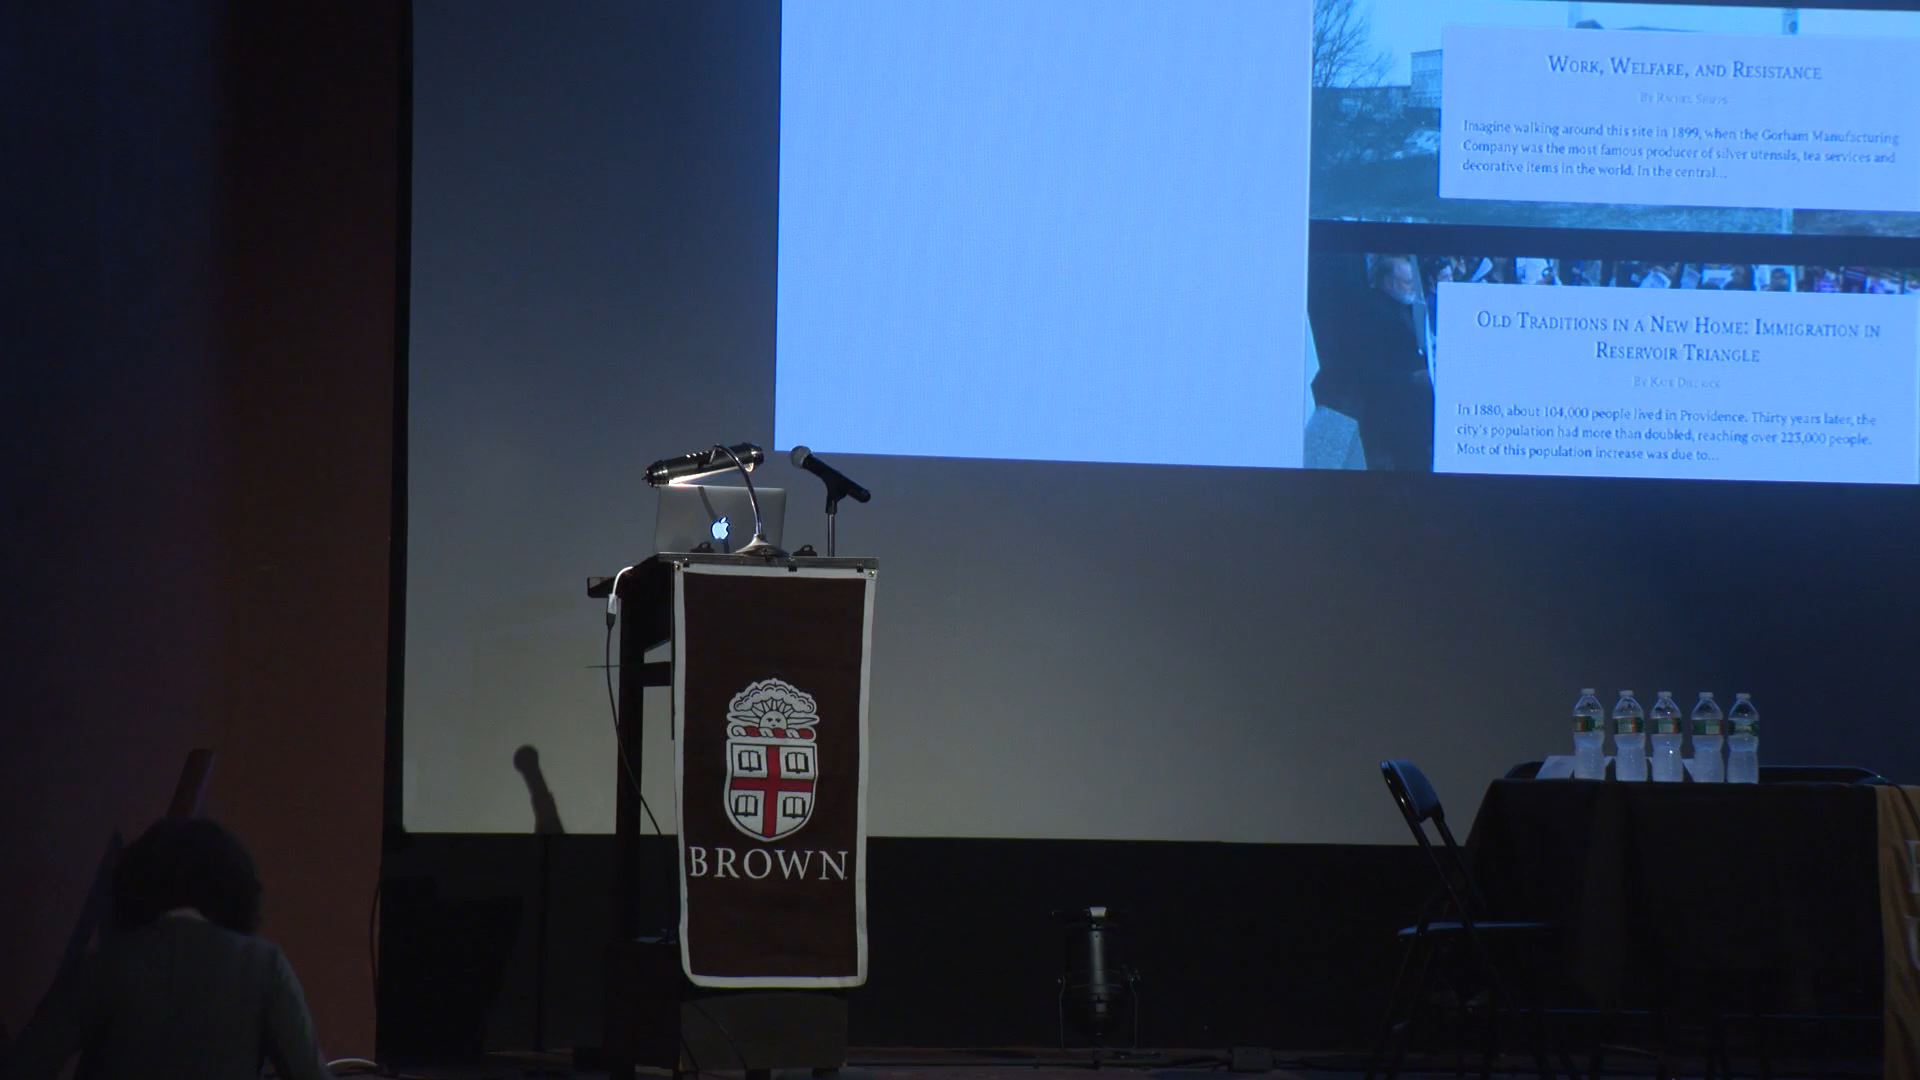 WORK, WELFARE, AND RESISTANCE
BY RACHEL
Imagine walking around this site in 1899, when the Gorham Manufacturing
Company was the most famous producer of silver utensils, tea services and
decorative items in the world. In the central...
OLD TRADITIONS IN A NEW HOME: IMMIGRATION IN
RESERVOIR TRIANGLE
BY KATE
In 1880, about 104,000 people lived in Providence. Thirty years later, the
city's population had more than doubled, reaching over 223,000 people.
Most of this population increase was due to...
BROWN